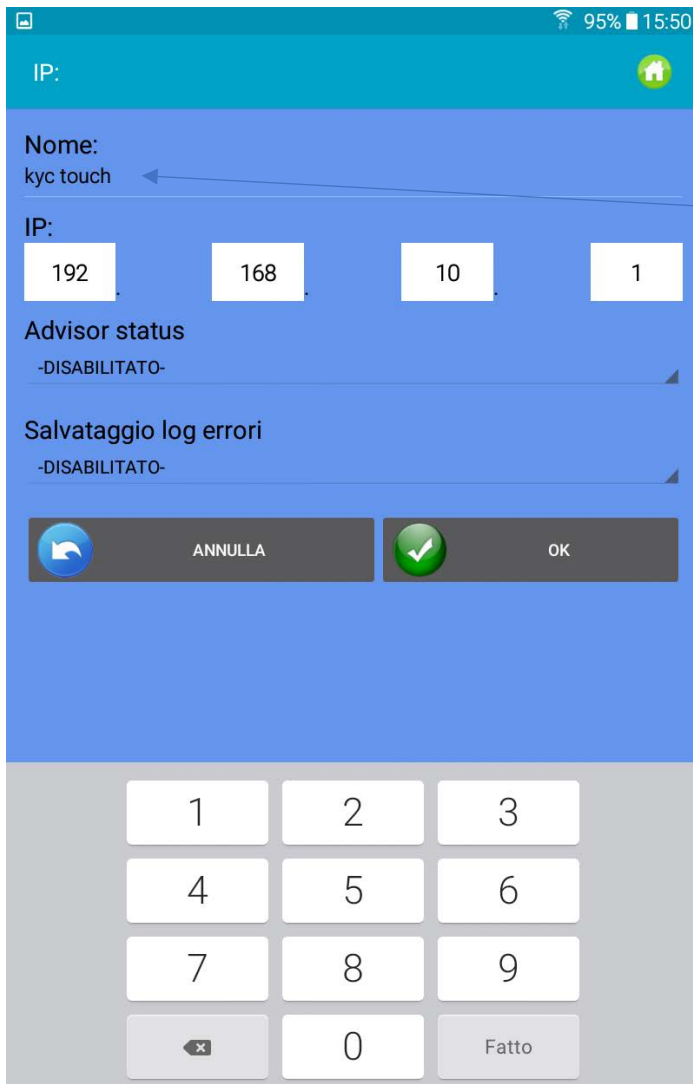 95% 15:50
IP:
Nome:
kyc touch
IP:
192 . 168 . 10 . 1
Advisor status
-DISABILITATO-
Salvataggio log errori
-DISABILITATO-
ANNULLA OK
1 2 3
4 5 6
7 8 9
0 Fatto